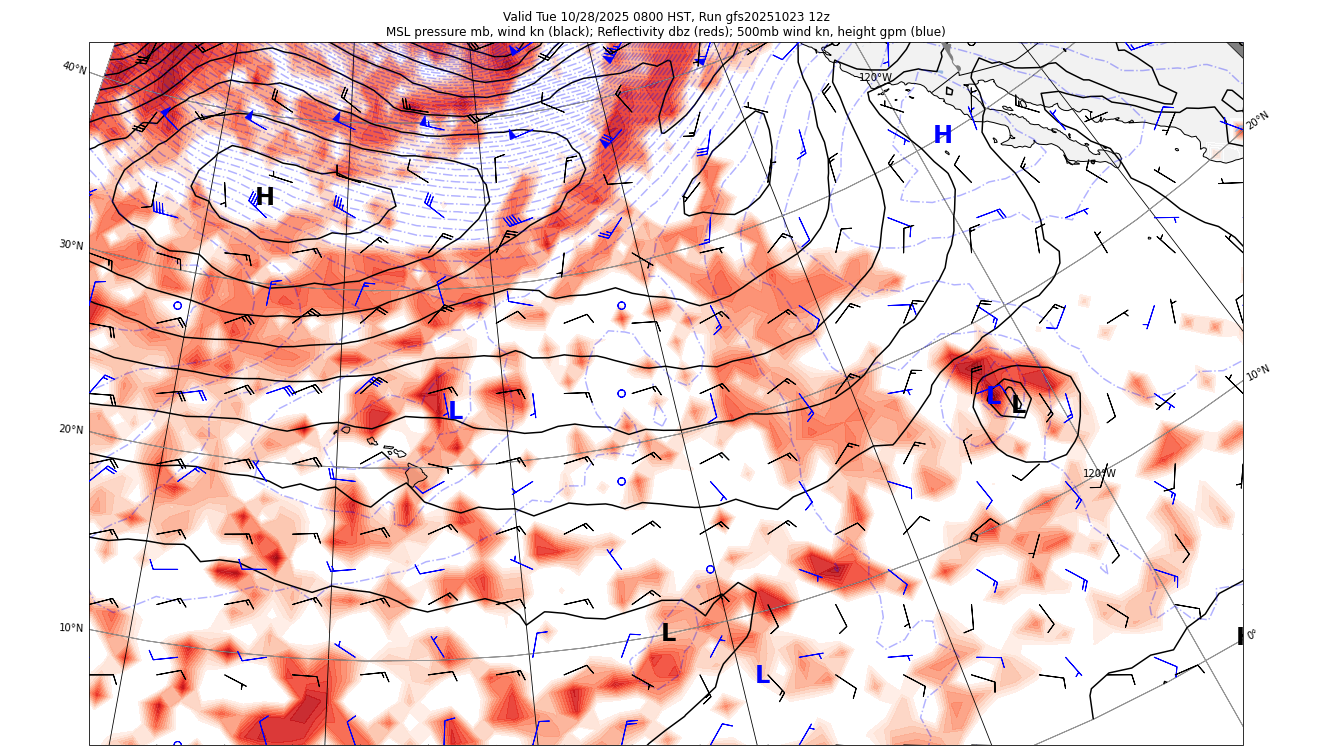 Valid Tue 10/28/2025 0800 HST, Run gfs20251023 12z
MSL pressure mb, wind kn (black); Reflectivity dbz (reds); 500mb wind kn, height gpm (blue)
40°N
120°W
20°N
H
H
30°N
10°N
L
L
L
20°N
120°W
10°N
L
0°
L